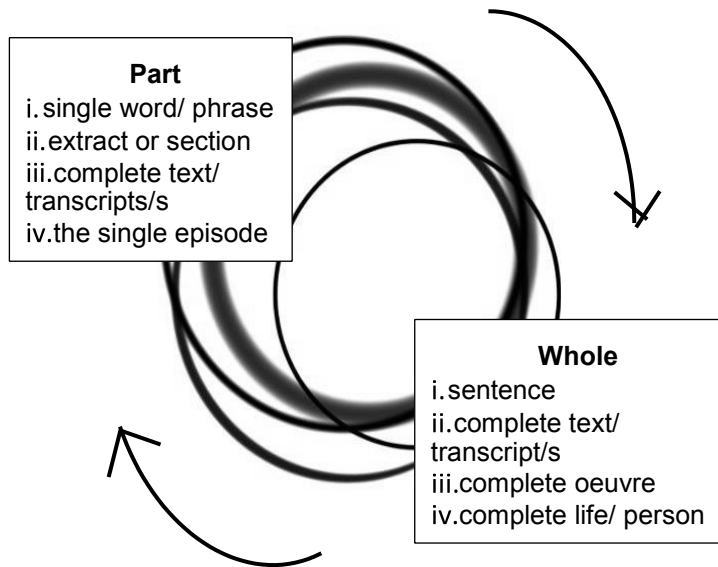 Part
i. single word/ phrase
ii. extract or section
iii. complete text/
transcripts/s
iv. the single episode
Whole
i. sentence
ii. complete text/
transcript/s
iii. complete oeuvre
iv. complete life/ person